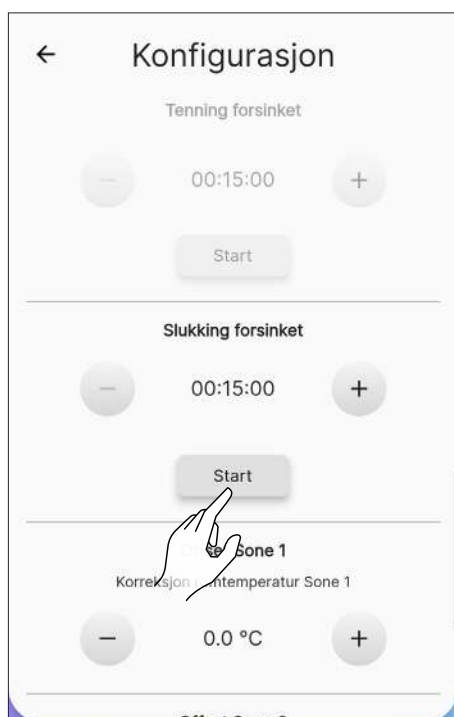 ← Konfigurasjon
Tenning forsinket
− 00:15:00 +
Start
Slukking forsinket
− 00:15:00 +
Start
Sone 1
Korreksjon Sone 1
− 0.0 °C +